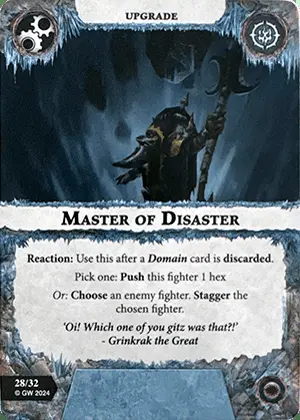 UPGRADE
MASTER OF DISASTER
Reaction: Use this after a Domain card is discarded.
Pick one: Push this fighter 1 hex
Or: Choose an enemy fighter. Stagger the
chosen fighter.
'Oi! Which one of you gitz was that?!'
- Grinkrak the Great
28/32
© GW 2024